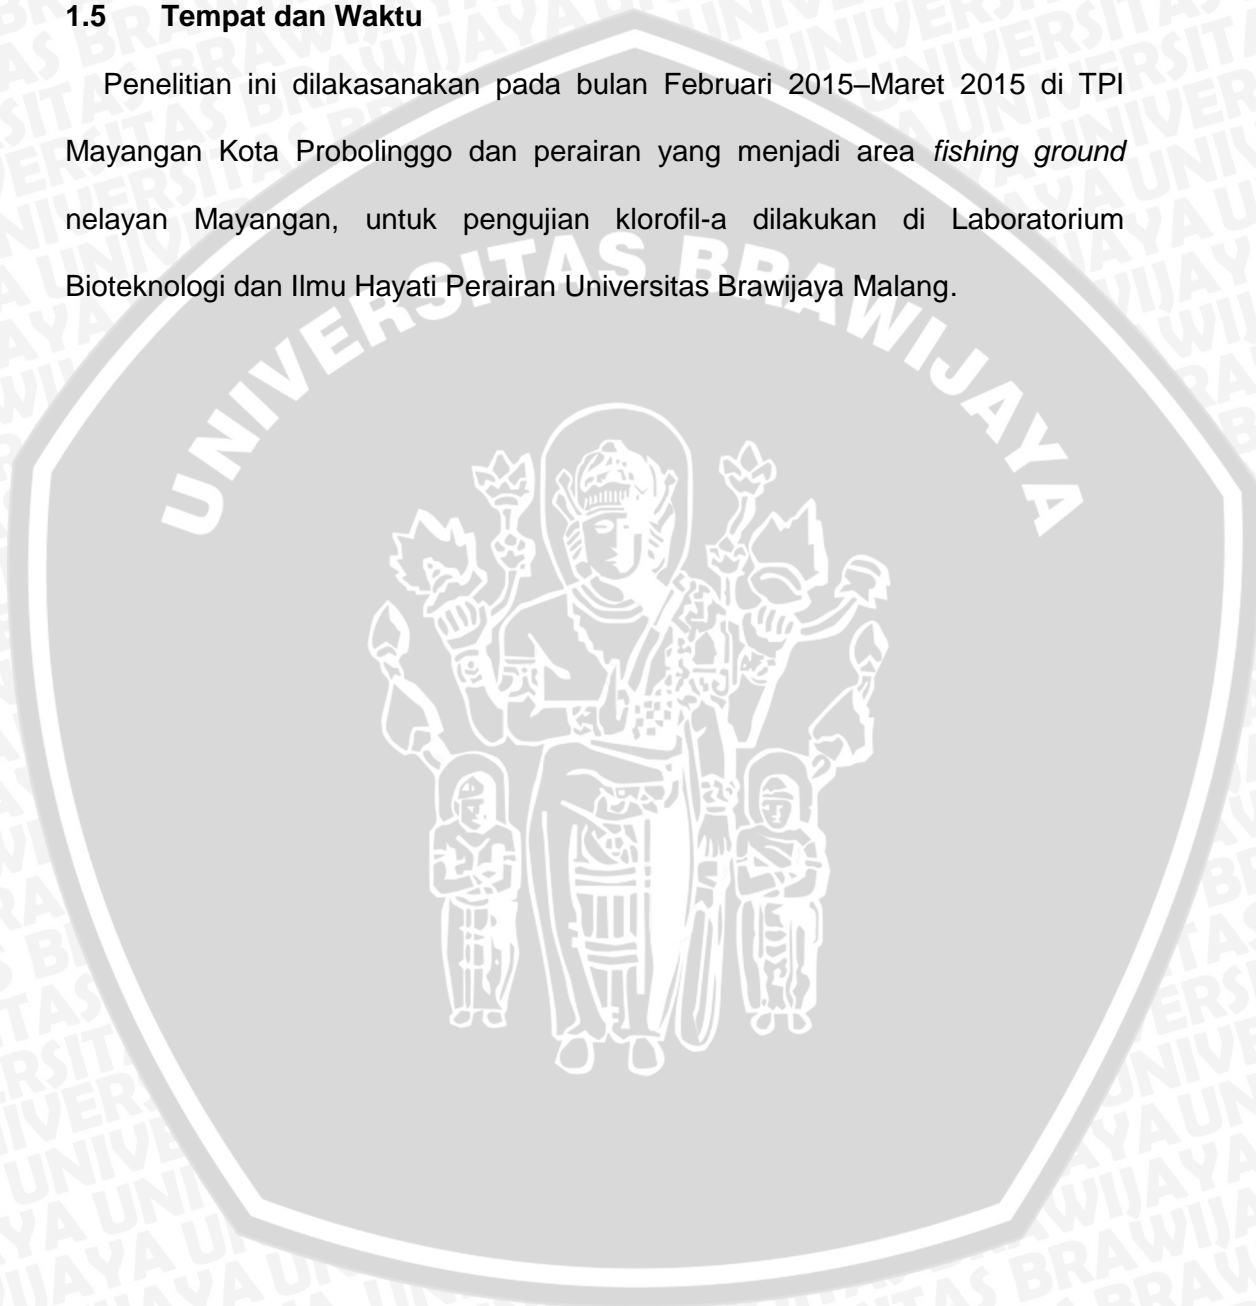 1.5 Tempat dan Waktu
Penelitian ini dilakasanakan pada bulan Februari 2015–Maret 2015 di TPI
Mayangan Kota Probolinggo dan perairan yang menjadi area fishing ground
nelayan Mayangan, untuk pengujian klorofil-a dilakukan di Laboratorium
Bioteknologi dan Ilmu Hayati Perairan Universitas Brawijaya Malang.
UNIVERSITAS BRAWIJAYA